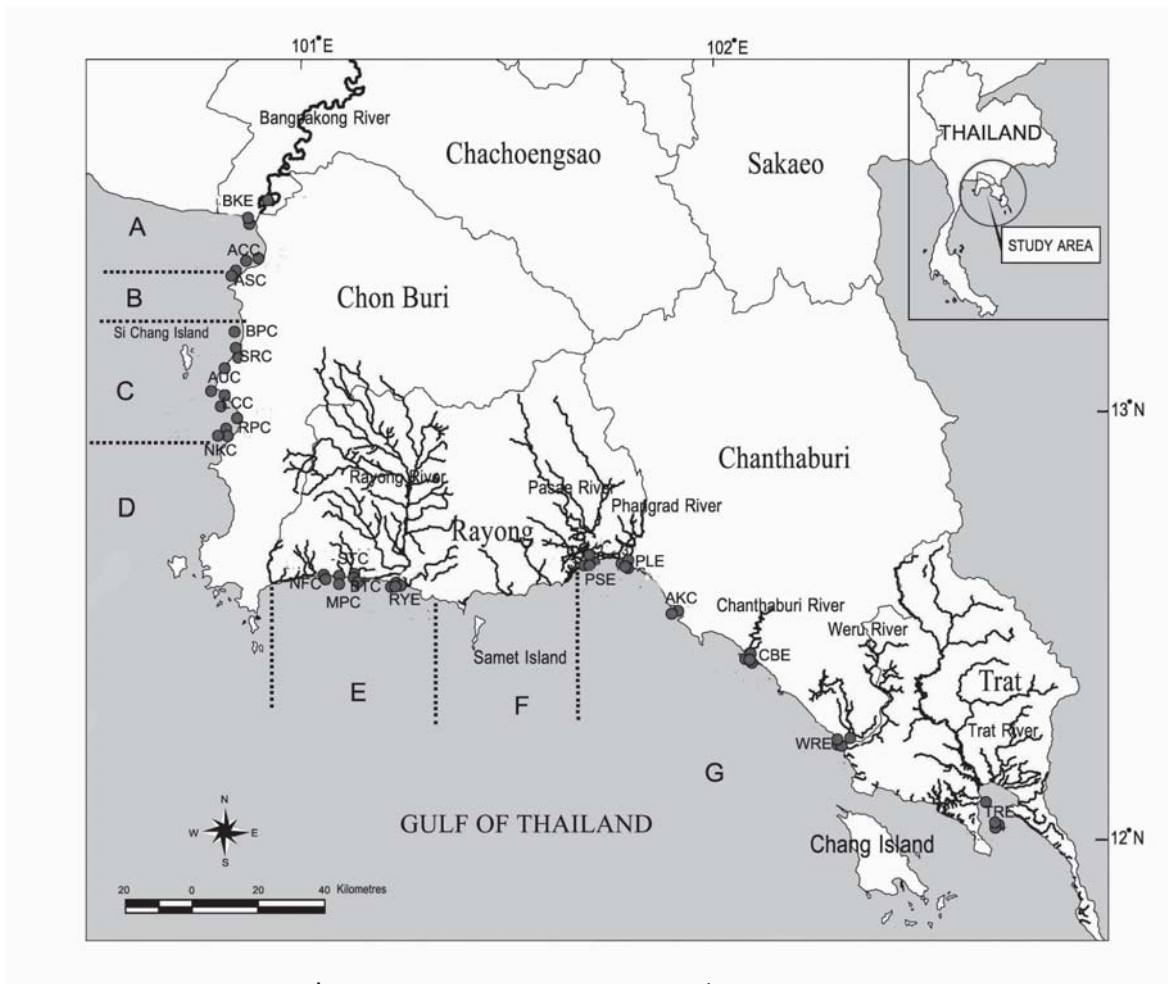 101°E
102°E
Bangpakong River
THAILAND
Chachoengsao
Sakaeo
BKE
A
STUDY AREA
ACC
ASC
B
Chon Buri
Si Chang Island
BPC
SRC
AUC
C
LCC
13°N
RPC
NKC
Chanthaburi
Rayong River
Pasae River
Phangrad River
D
Rayong
STC
PLE
NFC
PTC
PSE
MPC
RYE
AKC
Chanthaburi River
Weru River
Samet Island
CBE
Trat
E
F
Trat River
WRE
G
TRE
N
W
E
S
GULF OF THAILAND
Chang Island
12°N
20 0 20 40 Kilometres